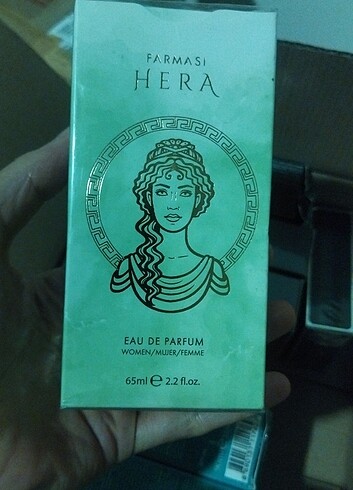 FARMASi
HERA
EAU DE PARFUM
WOMEN/MUJER/FEMME
65ml ℮ 2.2 fl.oz.